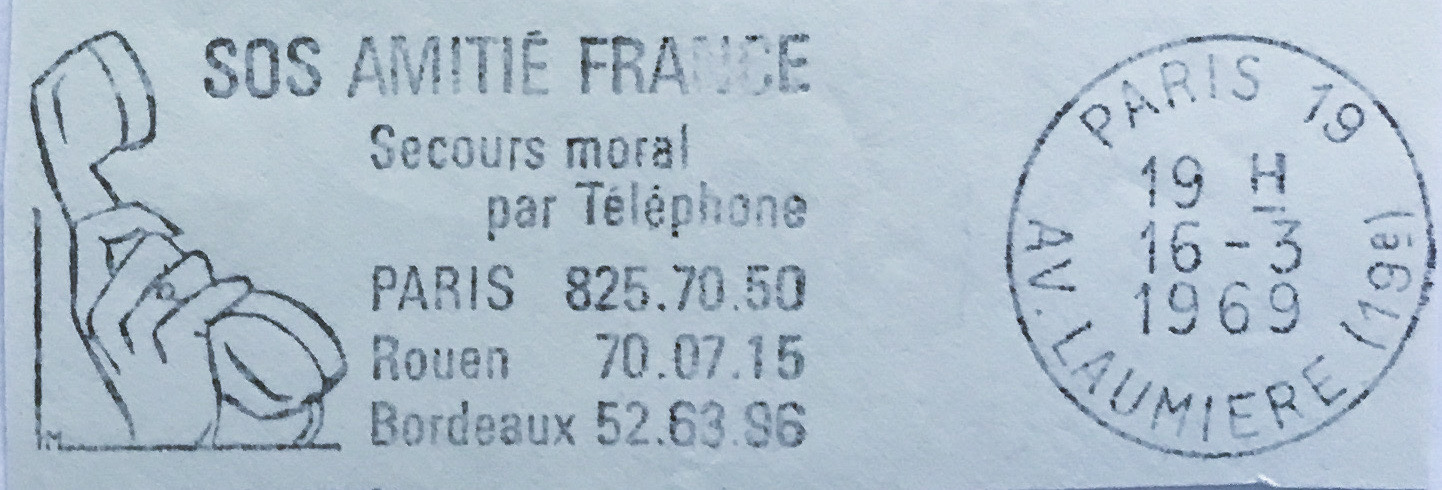 SOS AMITIÉ FRANCE
Secours moral
par Téléphone
PARIS 825.70.50
Rouen 70.07.15
Bordeaux 52.63.96
M
PARIS 19
19 H
16 - 3
1969
AV. LAUMIERE (19e)